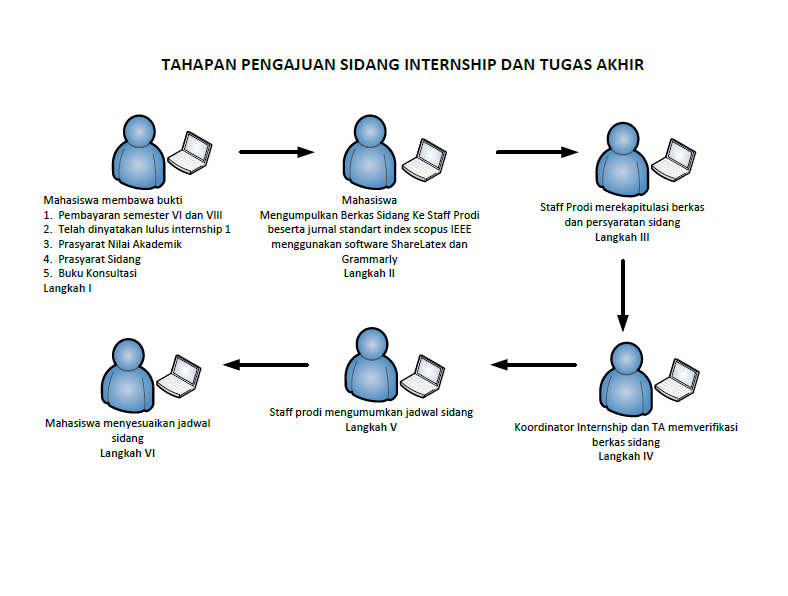 TAHAPAN PENGAJUAN SIDANG INTERNSHIP DAN TUGAS AKHIR
Mahasiswa membawa bukti
1. Pembayaran semester VI dan VIII
2. Telah dinyatakan lulus internship 1
3. Prasyarat Nilai Akademik
4. Prasyarat Sidang
5. Buku Konsultasi
Langkah I
Mahasiswa
Mengumpulkan Berkas Sidang Ke Staff Prodi
beserta jurnal standart index scopus IEEE
menggunakan software ShareLatex dan
Grammarly
Langkah II
Staff Prodi merekapitulasi berkas
dan persyaratan sidang
Langkah III
Koordinator Internship dan TA memverifikasi
berkas sidang
Langkah IV
Staff prodi mengumumkan jadwal sidang
Langkah V
Mahasiswa menyesuaikan jadwal
sidang
Langkah VI